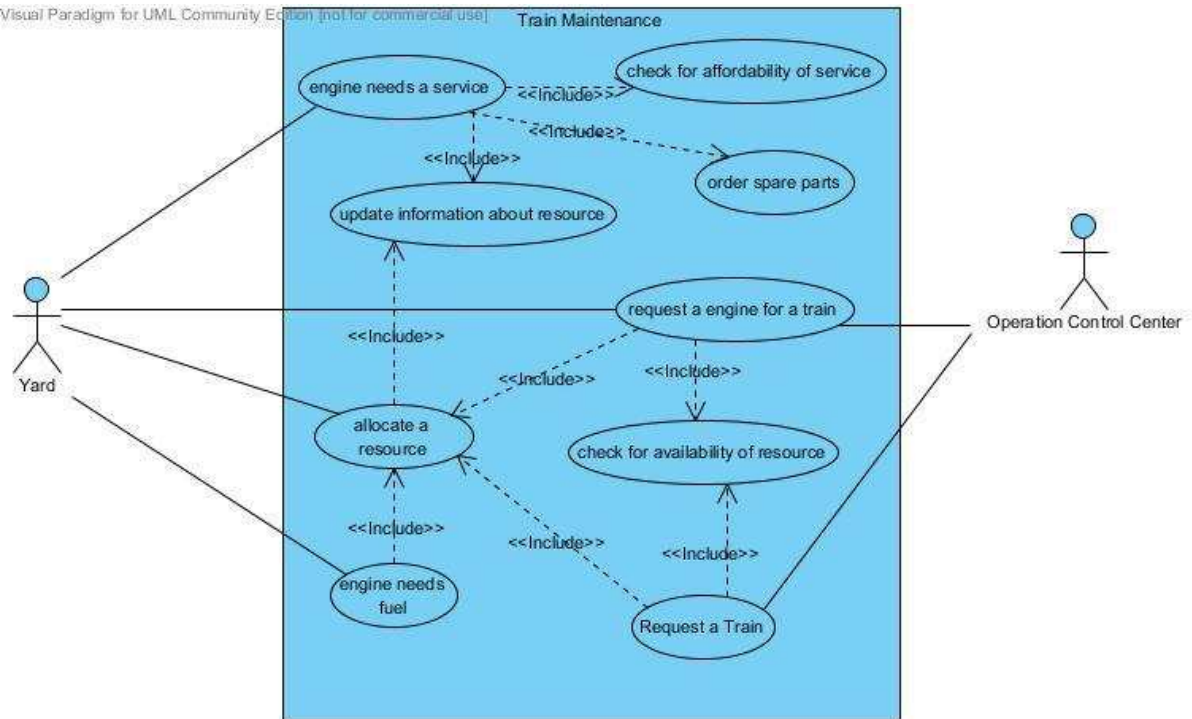 Visual Paradigm for UML Community Edition [not for commercial use]
Train Maintenance
engine needs a service
check for affordability of service
<<Include>>
<<Include>>
<<Include>>
order spare parts
update information about resource
request a engine for a train
Operation Control Center
<<Include>>
<<Include>>
<<Include>>
Yard
allocate a
resource
check for availability of resource
<<Include>>
<<Include>>
<<Include>>
engine needs
fuel
Request a Train